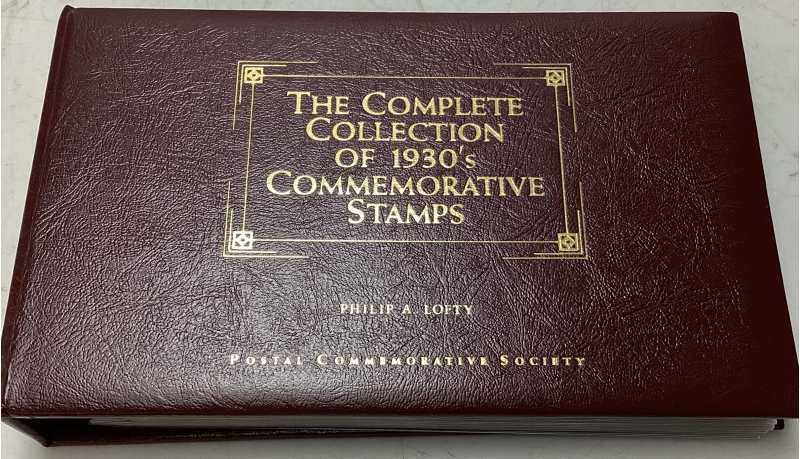 THE COMPLETE
COLLECTION
OF 1930's
COMMEMORATIVE
STAMPS
PHILIP A. LOFTY
POSTAL COMMEMORATIVE SOCIETY